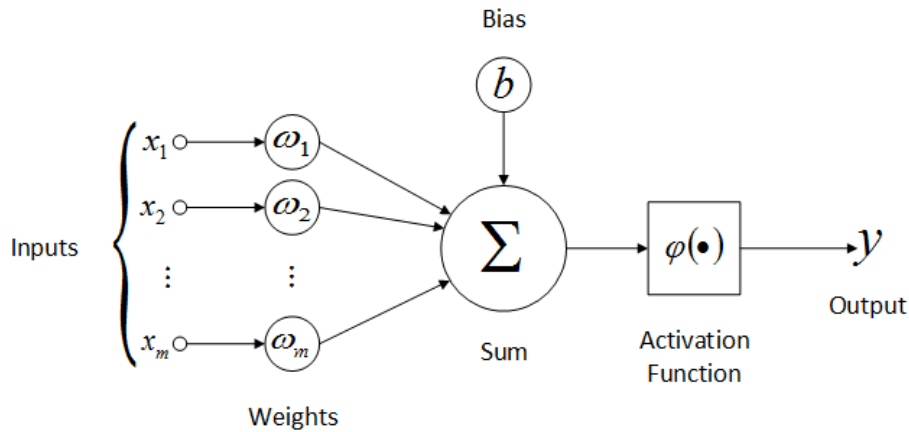 Bias
b
x₁ ω₁
x₂ ω₂
Inputs
⋮ ⋮
Σ
φ(•)
y
Output
xₘ ωₘ
Sum
Activation
Function
Weights